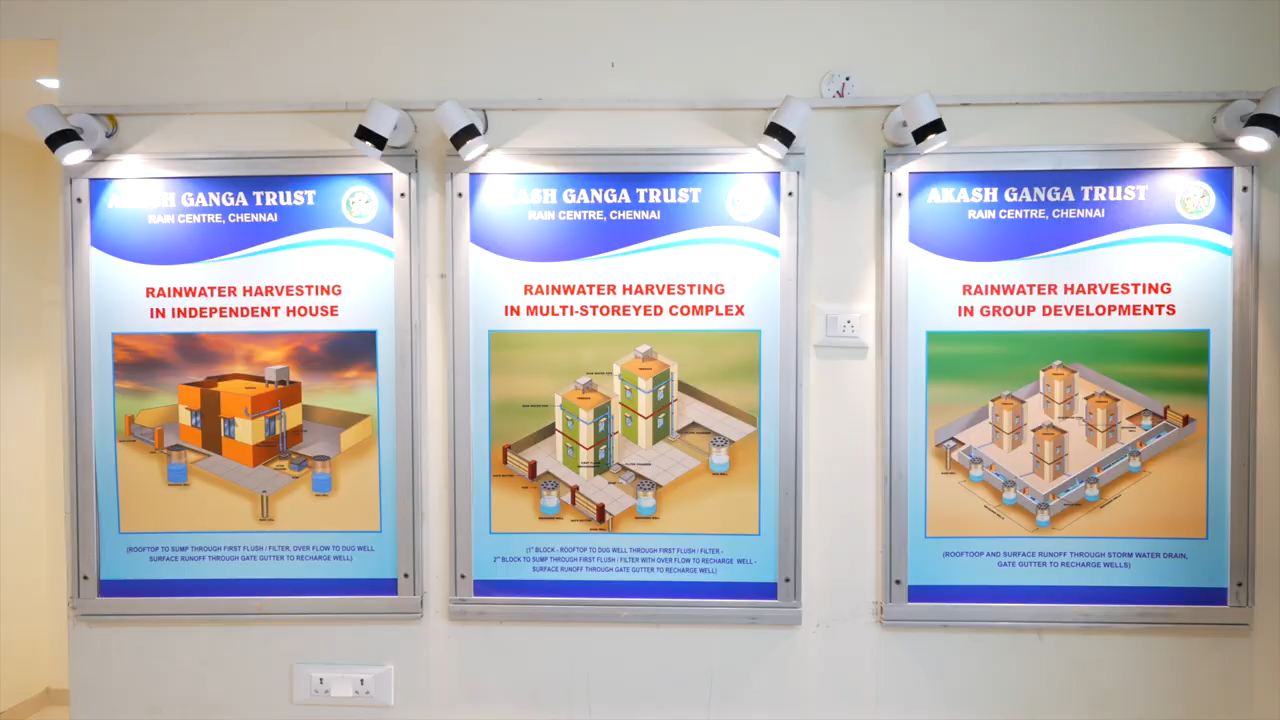 AKASH GANGA TRUST
RAIN CENTRE, CHENNAI
RAINWATER HARVESTING
IN INDEPENDENT HOUSE
(ROOFTOP TO SUMP THROUGH FIRST FLUSH / FILTER, OVER FLOW TO DUG WELL
SURFACE RUNOFF THROUGH GATE GUTTER TO RECHARGE WELL)
AKASH GANGA TRUST
RAIN CENTRE, CHENNAI
RAINWATER HARVESTING
IN MULTI-STOREYED COMPLEX
(1st BLOCK - ROOFTOP TO DUG WELL THROUGH FIRST FLUSH / FILTER -
2nd BLOCK TO SUMP THROUGH FIRST FLUSH / FILTER WITH OVER FLOW TO RECHARGE WELL -
SURFACE RUNOFF THROUGH GATE GUTTER TO RECHARGE WELL)
AKASH GANGA TRUST
RAIN CENTRE, CHENNAI
RAINWATER HARVESTING
IN GROUP DEVELOPMENTS
(ROOFTOOP AND SURFACE RUNOFF THROUGH STORM WATER DRAIN,
GATE GUTTER TO RECHARGE WELLS)